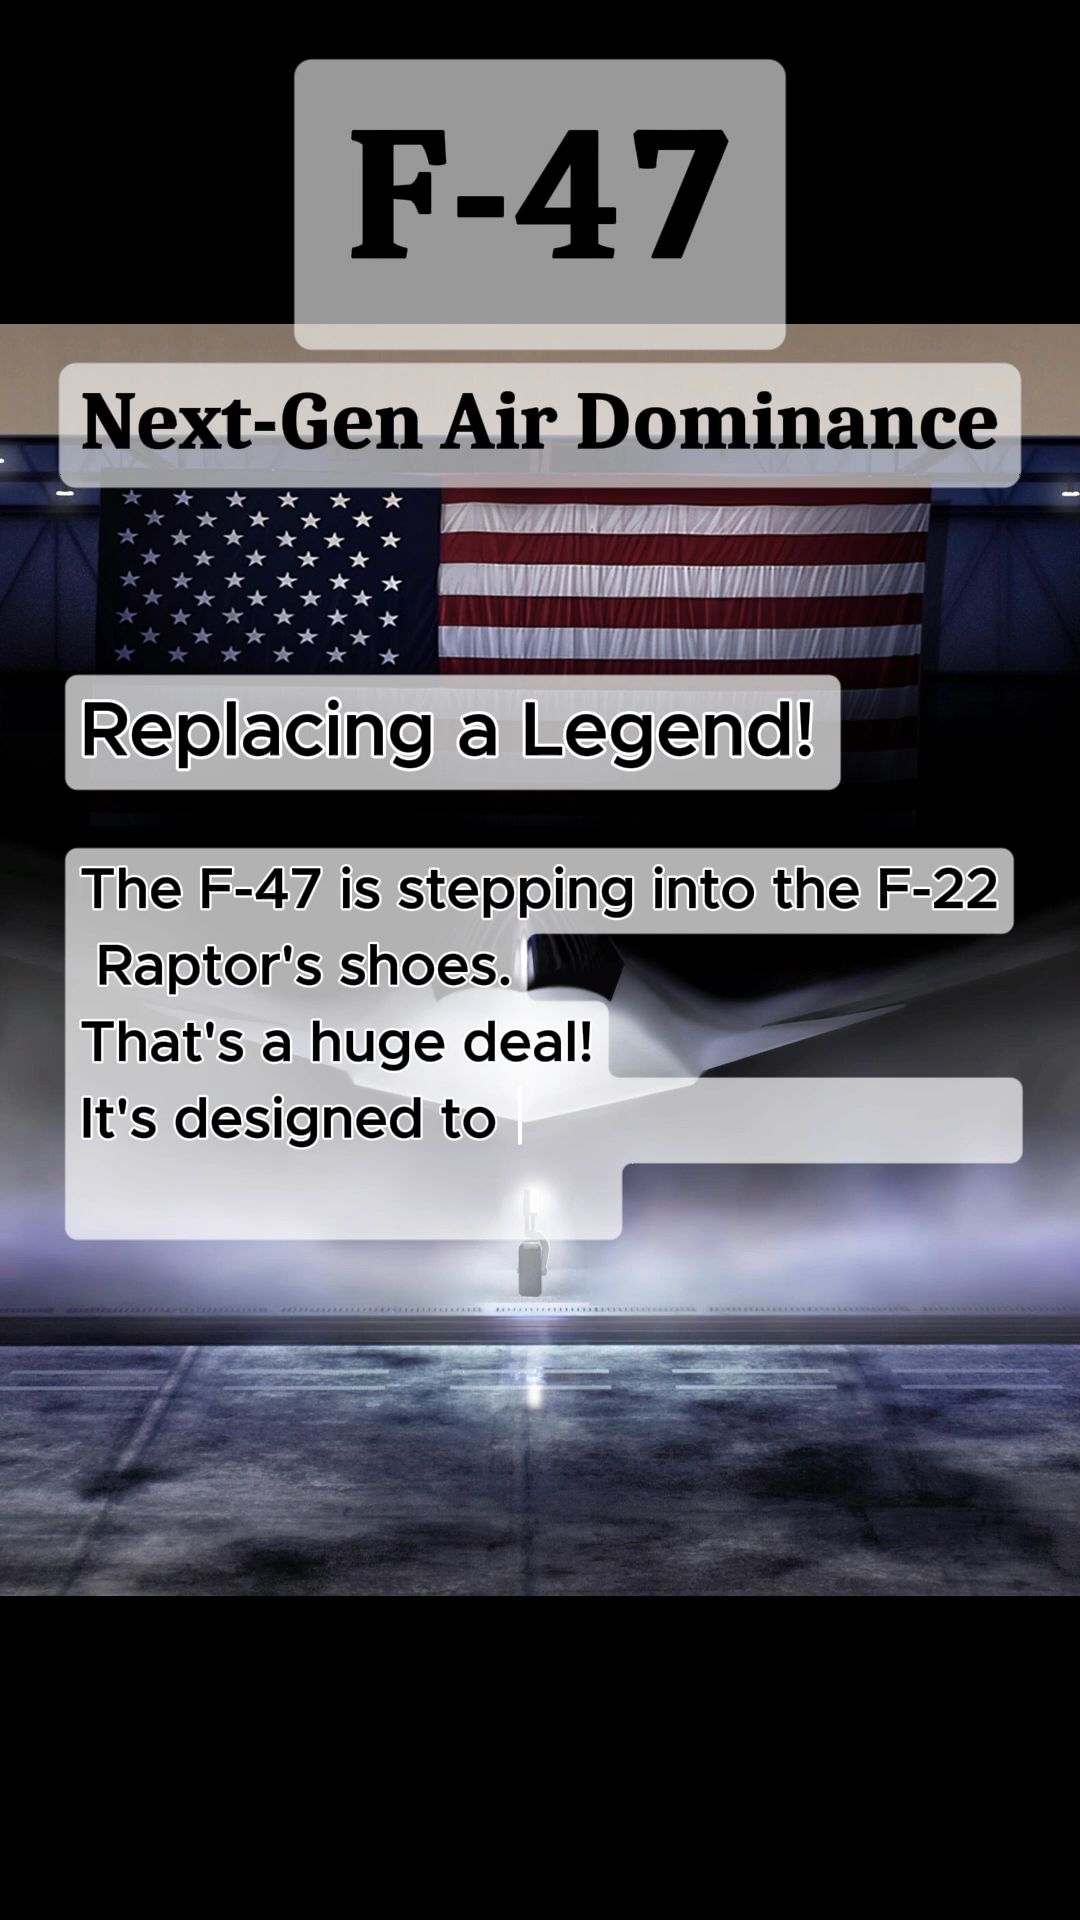 F-47
Next-Gen Air Dominance
Replacing a Legend!
The F-47 is stepping into the F-22
Raptor's shoes.
That's a huge deal!
It's designed to